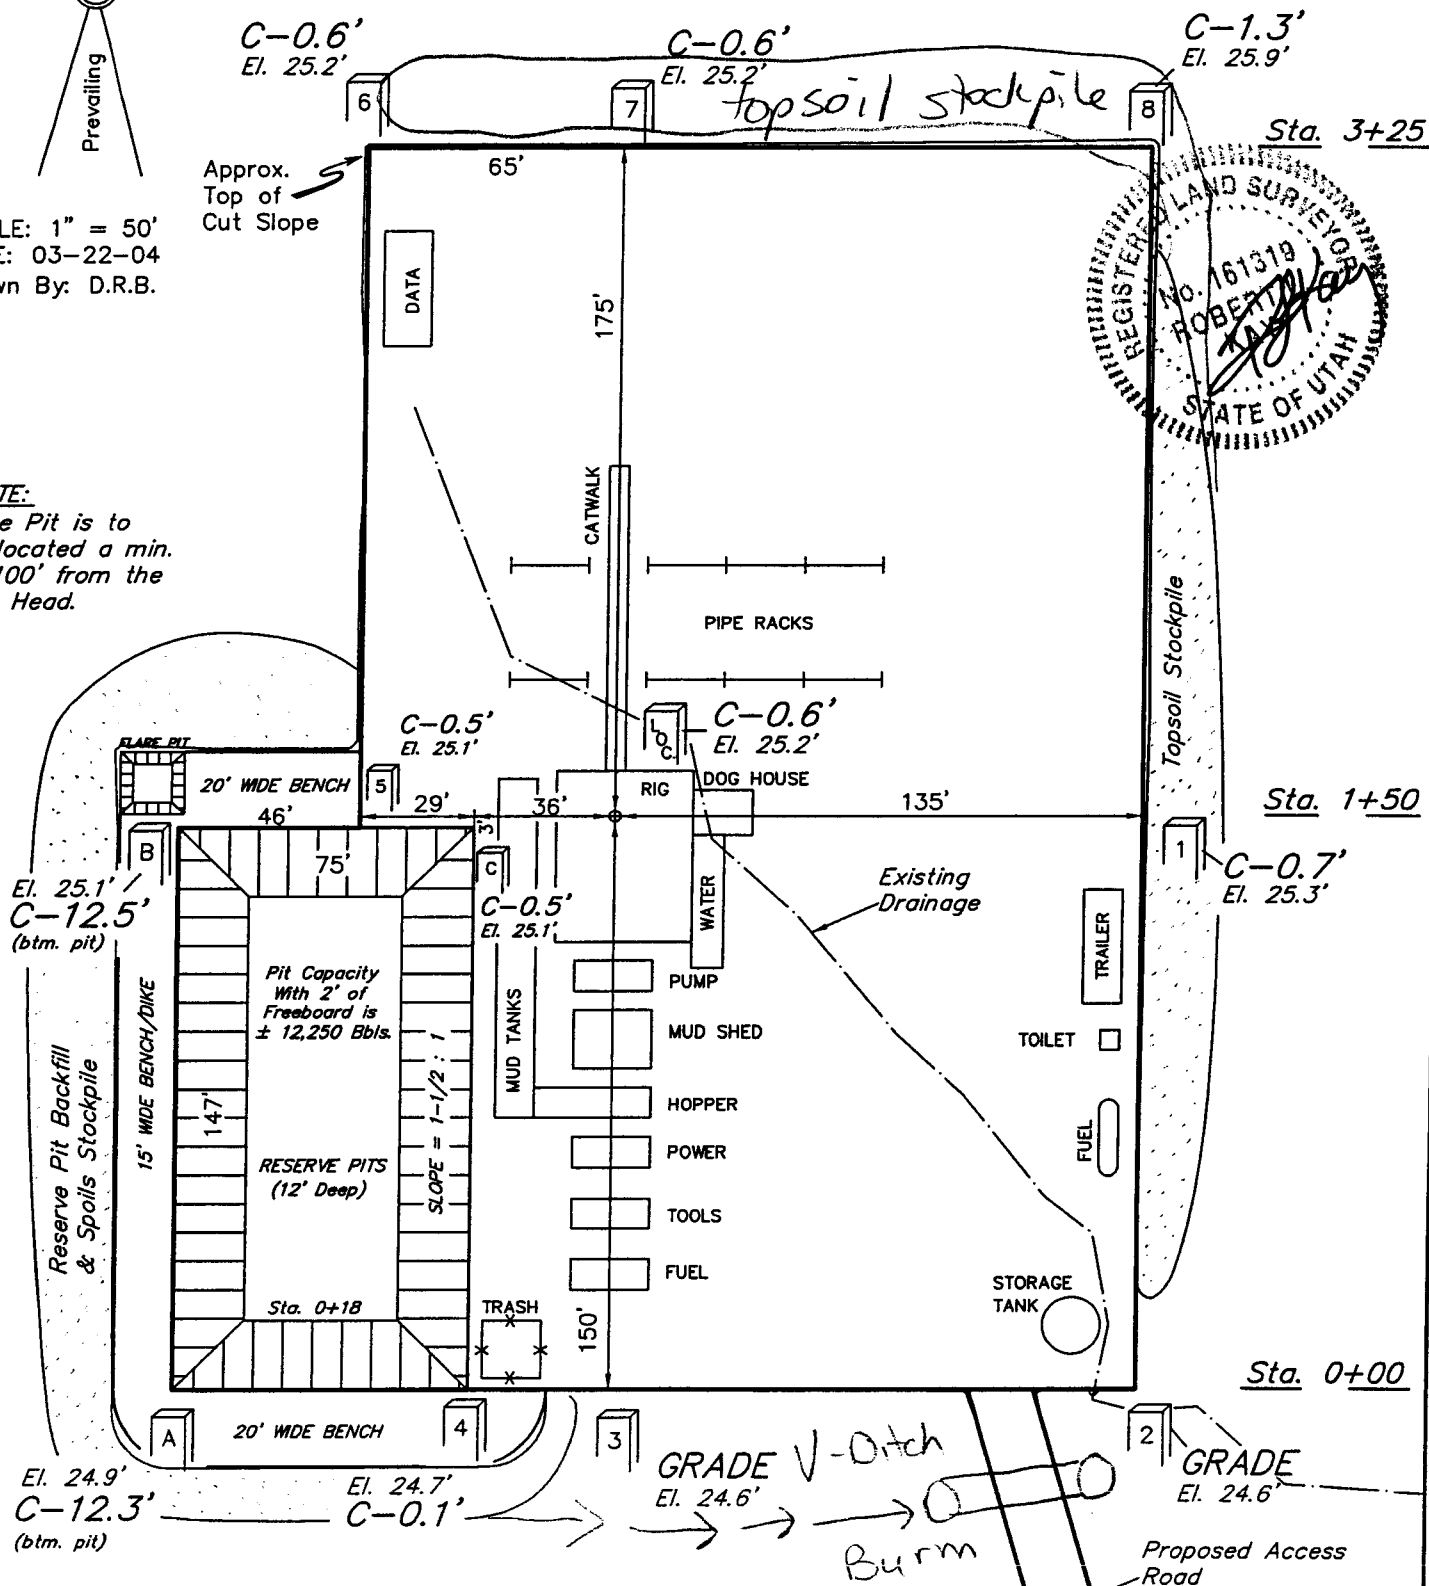 Prevailing
C-0.6'
El. 25.2'
C-0.6'
El. 25.2'
C-1.3'
El. 25.9'
6
7
8
topsoil stockpile
Sta. 3+25
Approx.
Top of
Cut Slope
65'
LE: 1" = 50'
E: 03-22-04
wn By: D.R.B.
DATA
175'
REGISTERED LAND SURVEYOR
No. 161319
ROBERT
KAY
STATE OF UTAH
TE:
e Pit is to
located a min.
100' from the
Head.
CATWALK
PIPE RACKS
Topsoil Stockpile
LOC.
C-0.6'
El. 25.2'
C-0.5'
El. 25.1'
FLARE PIT
20' WIDE BENCH
5
RIG
DOG HOUSE
46'
29'
36'
135'
Sta. 1+50
3'
B
75'
C
1
C-0.7'
El. 25.3'
El. 25.1'
C-12.5'
(btm. pit)
C-0.5'
El. 25.1'
WATER
Existing
Drainage
TRAILER
Pit Capacity
With 2' of
Freeboard is
± 12,250 Bbls.
PUMP
MUD TANKS
MUD SHED
TOILET
15' WIDE BENCH/DIKE
Reserve Pit Backfill
& Spoils Stockpile
147'
SLOPE = 1-1/2 : 1
HOPPER
FUEL
POWER
RESERVE PITS
(12' Deep)
TOOLS
FUEL
STORAGE
TANK
Sta. 0+18
TRASH
150'
Sta. 0+00
A
20' WIDE BENCH
4
3
2
GRADE
El. 24.6'
V-Ditch
GRADE
El. 24.6'
El. 24.9'
C-12.3'
(btm. pit)
El. 24.7'
C-0.1'
Burm
Proposed Access
Road